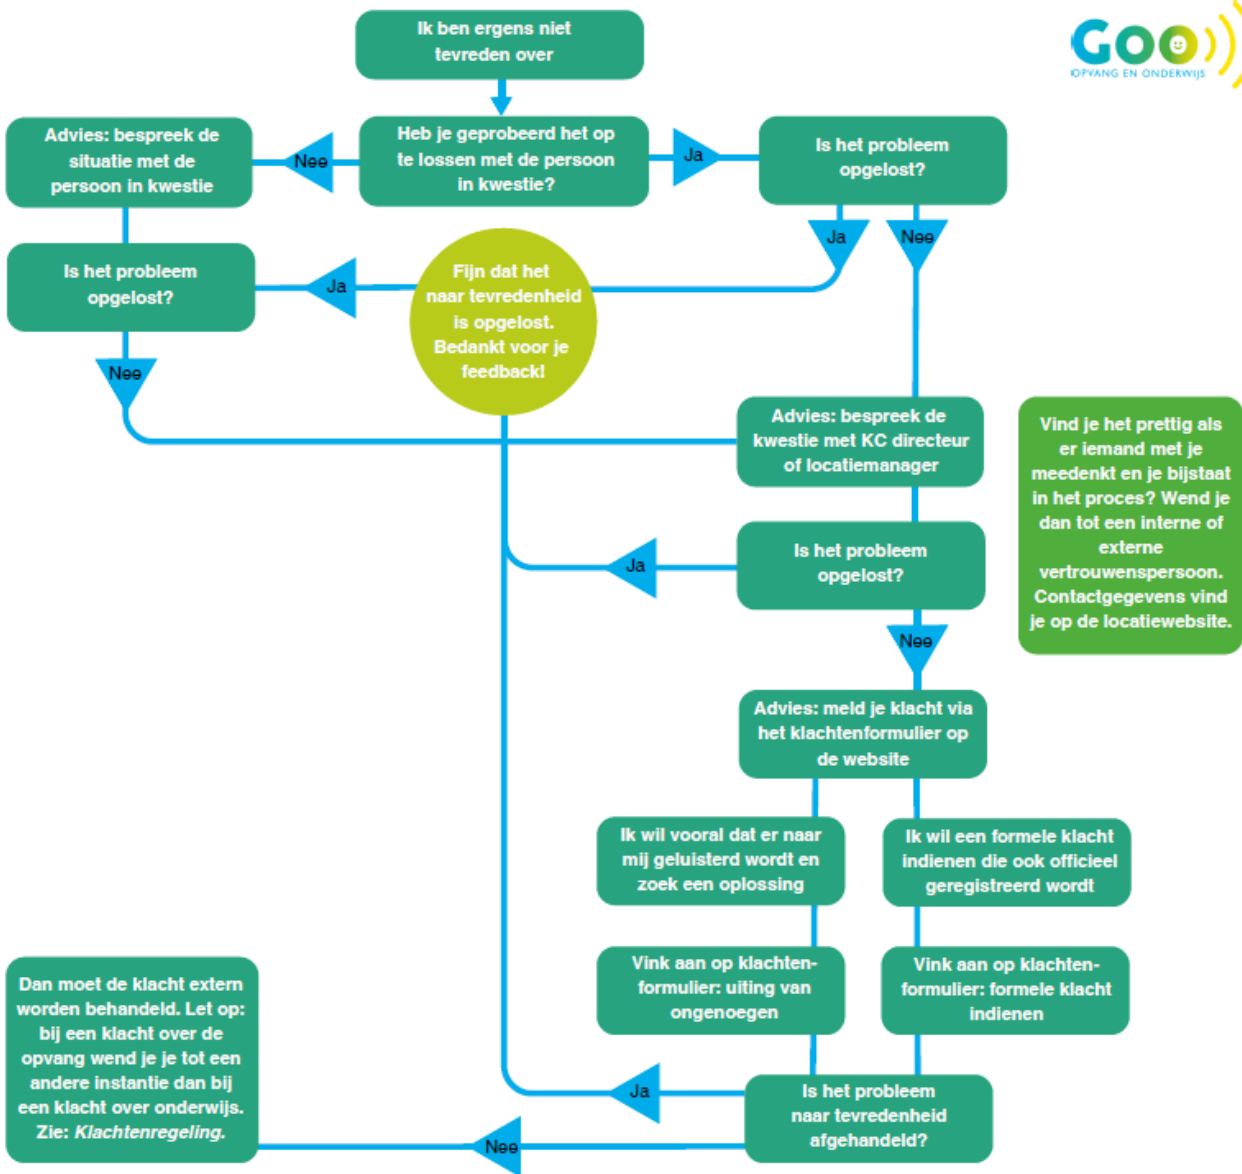 Ik ben ergens niet
tevreden over
GOO
OPVANG EN ONDERWIJS
Advies: bespreek de
situatie met de
persoon in kwestie
Nee
Heb je geprobeerd het op
te lossen met de persoon
in kwestie?
Ja
Is het probleem
opgelost?
Ja
Nee
Is het probleem
opgelost?
Ja
Fijn dat het
naar tevredenheid
is opgelost.
Bedankt voor je
feedback!
Nee
Advies: bespreek de
kwestie met KC directeur
of locatiemanager
Vind je het prettig als
er iemand met je
meedenkt en je bijstaat
in het proces? Wend je
dan tot een interne of
externe
vertrouwenspersoon.
Contactgegevens vind
je op de locatiewebsite.
Ja
Is het probleem
opgelost?
Nee
Advies: meld je klacht via
het klachtenformulier op
de website
Ik wil vooral dat er naar
mij geluisterd wordt en
zoek een oplossing
Ik wil een formele klacht
indienen die ook officieel
geregistreerd wordt
Vink aan op klachten-
formulier: uiting van
ongenoegen
Vink aan op klachten-
formulier: formele klacht
indienen
Dan moet de klacht extern
worden behandeld. Let op:
bij een klacht over de
opvang wend je je tot een
andere instantie dan bij
een klacht over onderwijs.
Zie: Klachtenregeling.
Ja
Is het probleem
naar tevredenheid
afgehandeld?
Nee